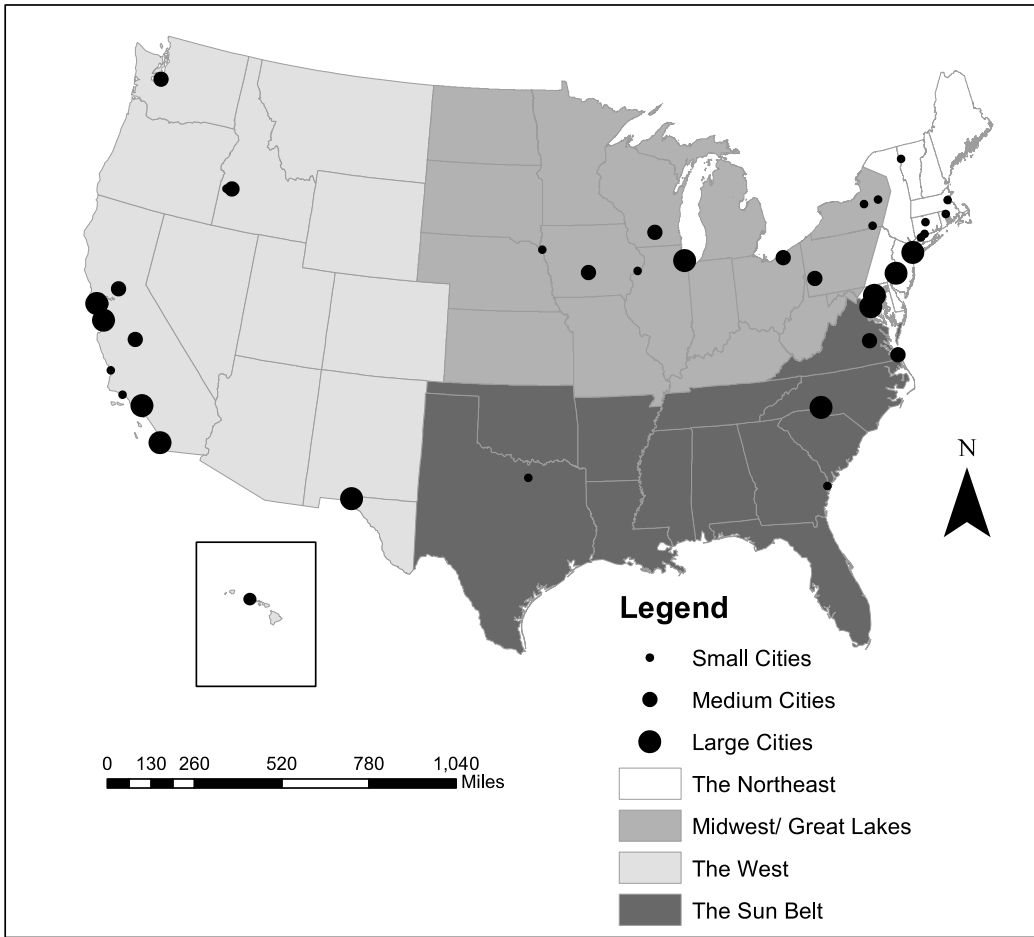 N
Legend
Small Cities
Medium Cities
Large Cities
The Northeast
Midwest/ Great Lakes
The West
The Sun Belt
0 130 260 520 780 1,040
Miles